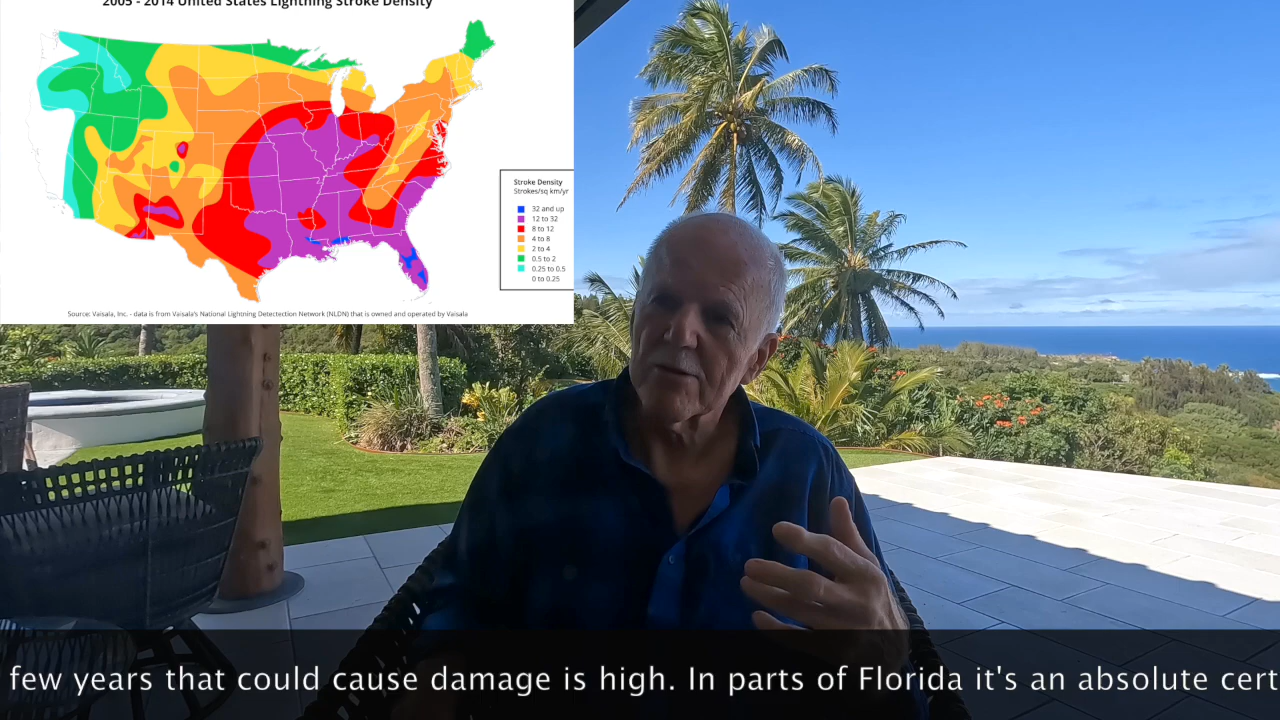 2005 - 2014 United States Lightning Stroke Density
Stroke Density
Strokes/sq km/yr
32 and up
12 to 32
8 to 12
4 to 8
2 to 4
0.5 to 2
0.25 to 0.5
0 to 0.25
Source: Vaisala, Inc. - data is from Vaisala's National Lightning Detectection Network (NLDN) that is owned and operated by Vaisala
few years that could cause damage is high. In parts of Florida it's an absolute cert